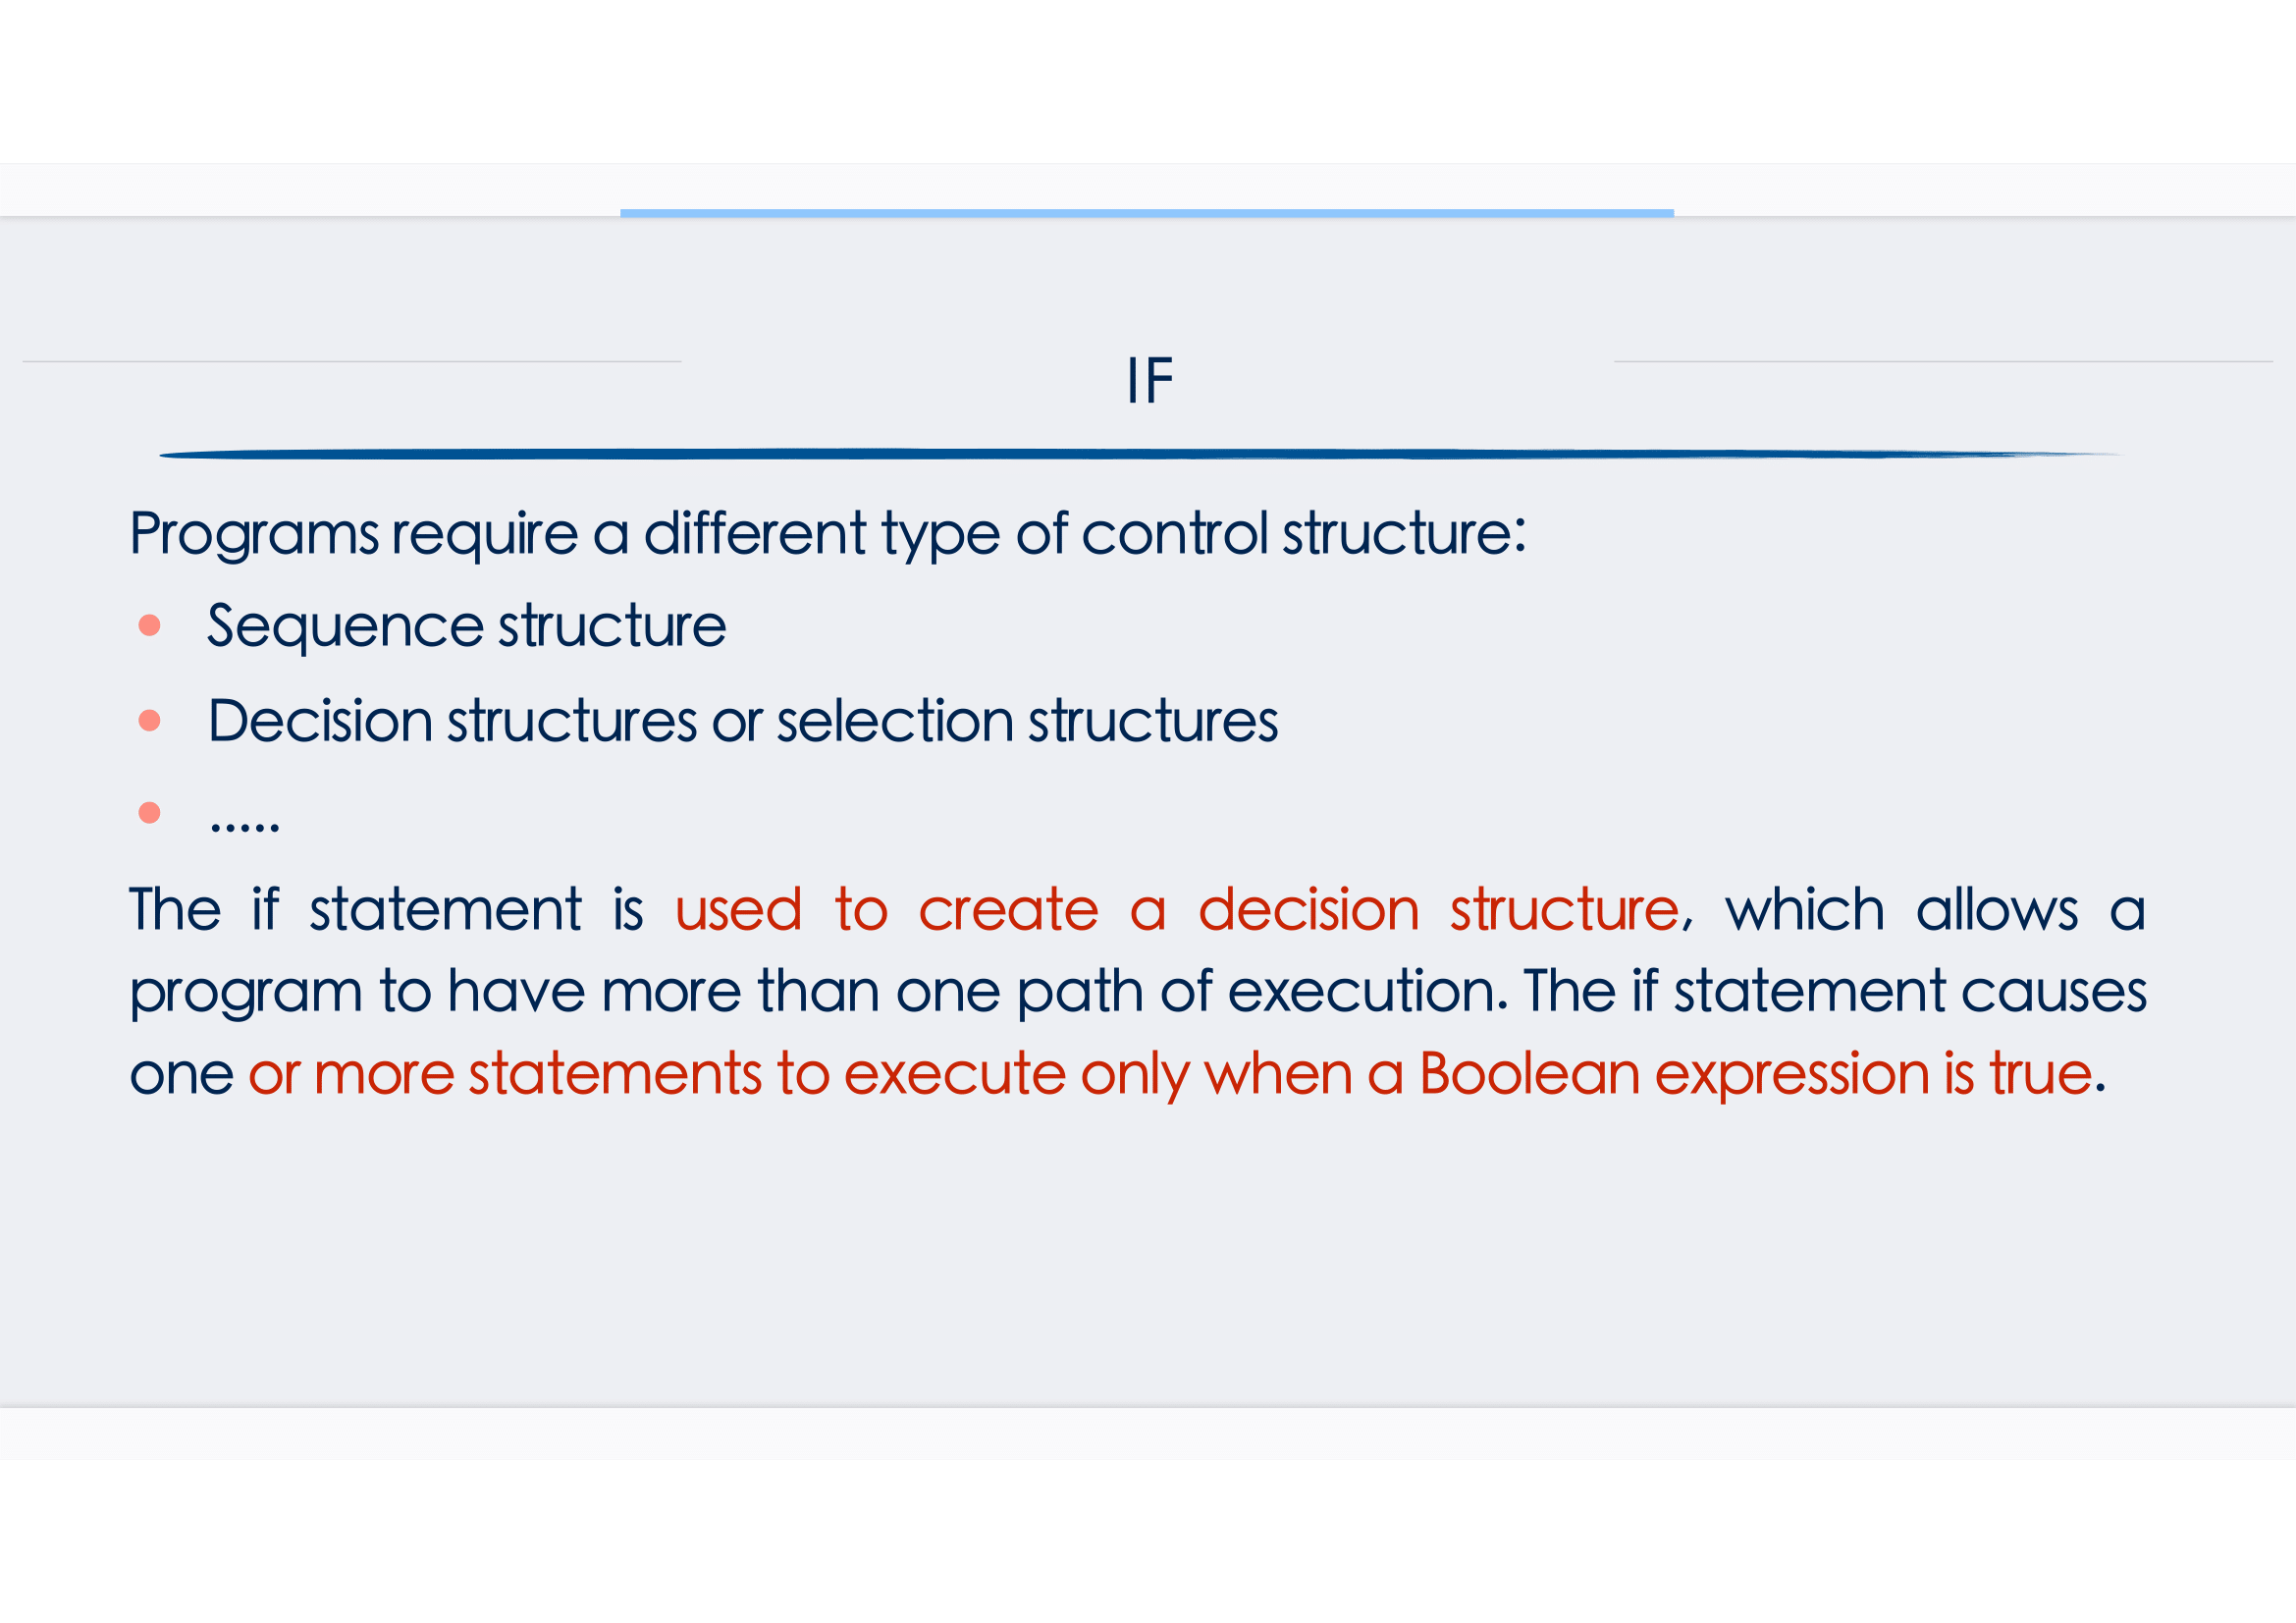 IF
Programs require a different type of control structure:
• Sequence structure
• Decision structures or selection structures
• .....
The if statement is used to create a decision structure, which allows a
program to have more than one path of execution. The if statement causes
one or more statements to execute only when a Boolean expression is true.